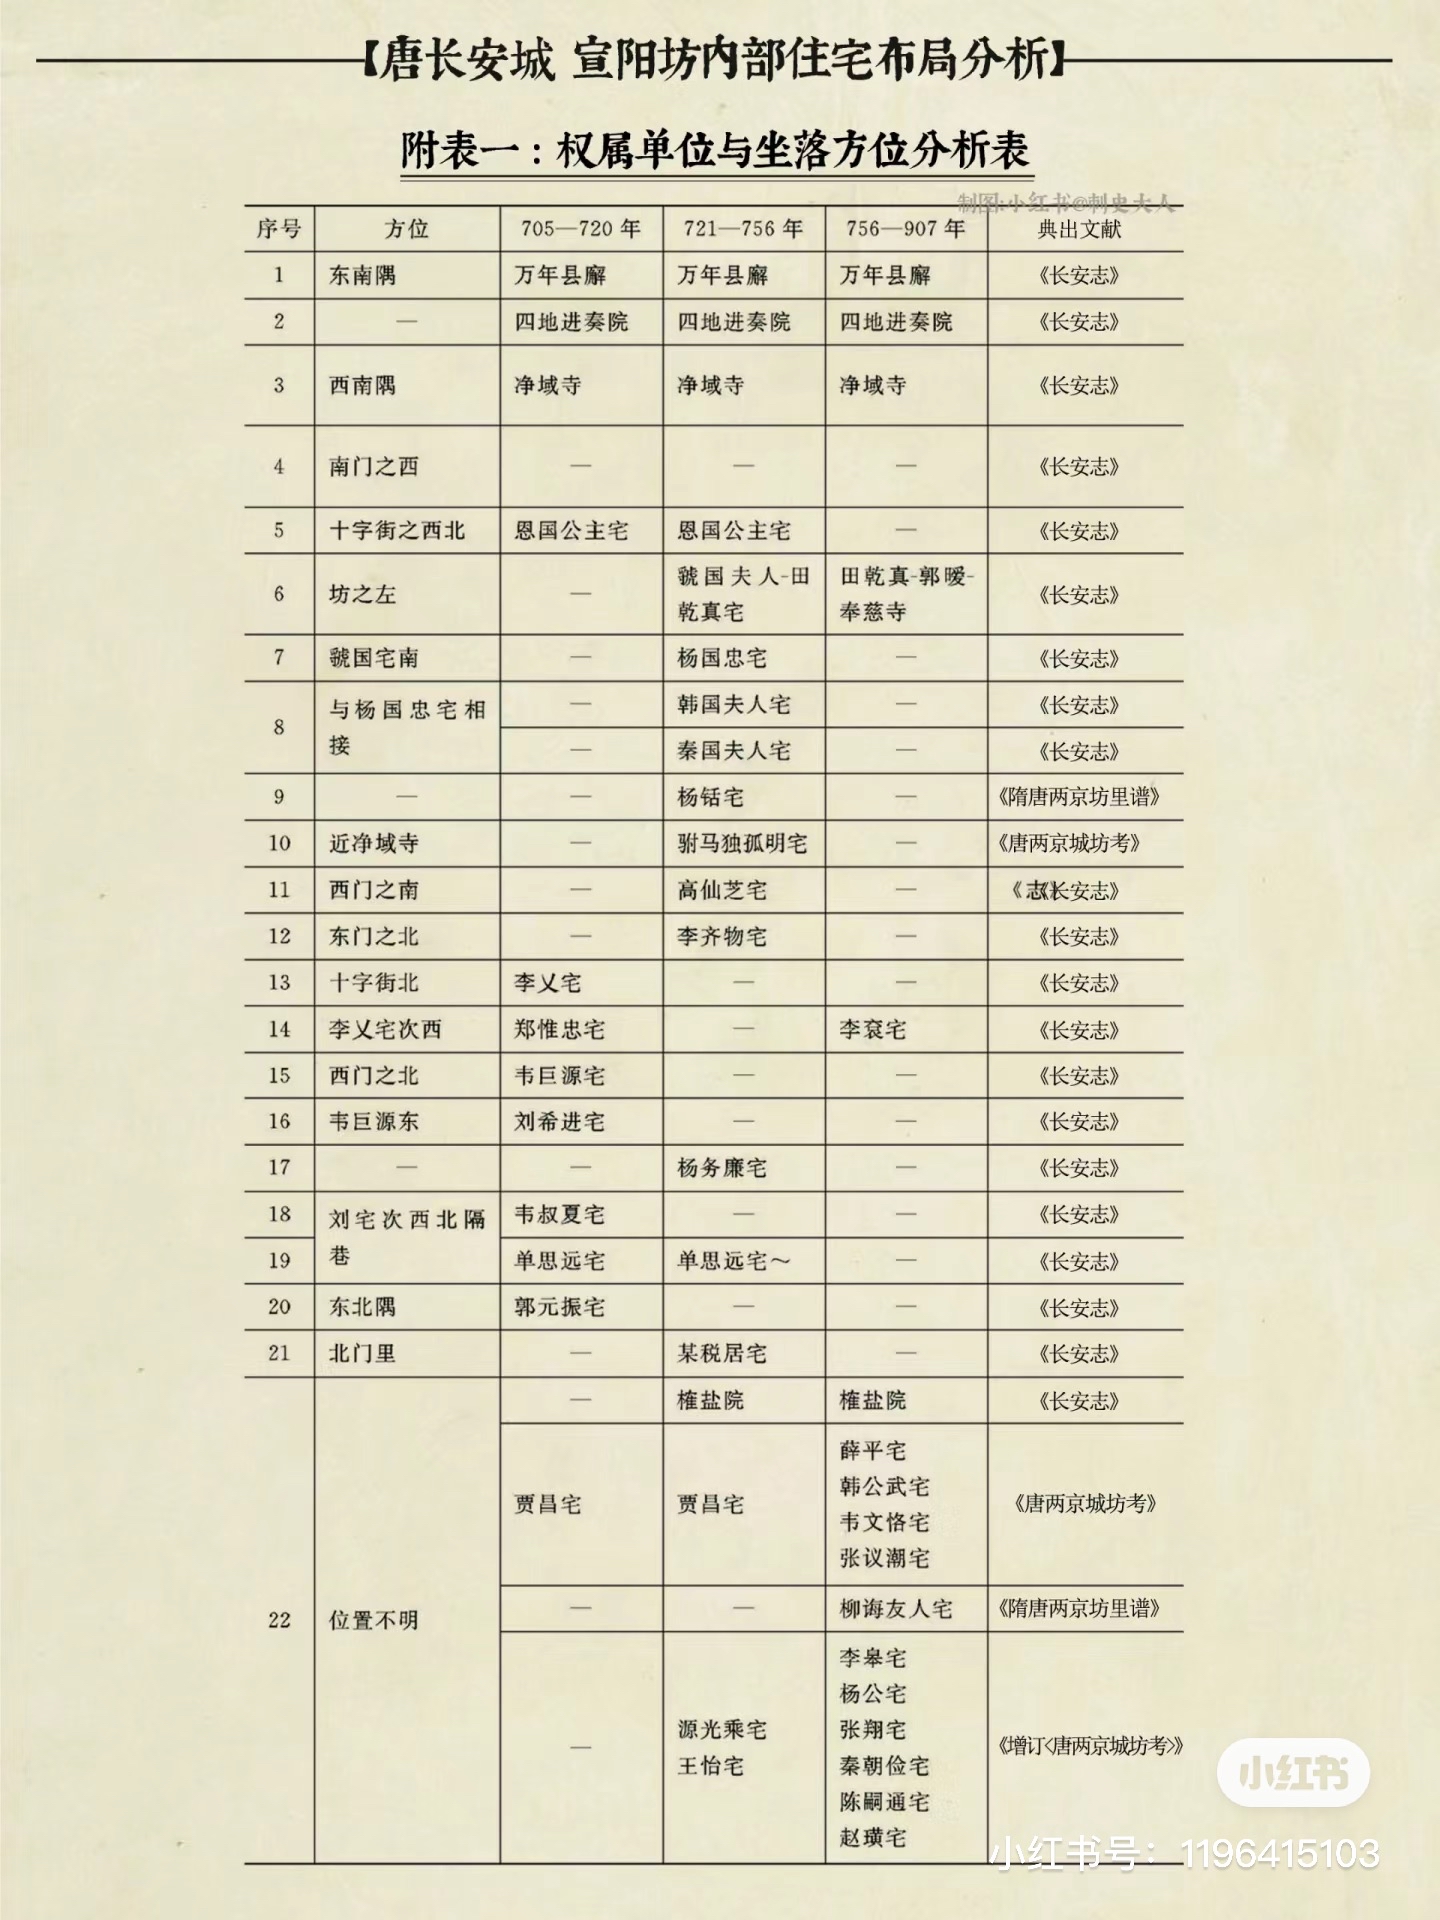 【唐长安城 宣阳坊内部住宅布局分析】
附表一：权属单位与坐落方位分析表
制图:小红书@刺史大人
序号 方位 705—720 年 721—756 年 756—907 年 典出文献
1 东南隅 万年县廨 万年县廨 万年县廨 《长安志》
2 — 四地进奏院 四地进奏院 四地进奏院 《长安志》
3 西南隅 净域寺 净域寺 净域寺 《长安志》
4 南门之西 — — — 《长安志》
5 十字街之西北 恩国公主宅 恩国公主宅 — 《长安志》
6 坊之左 — 虢国夫人-田乾真宅 田乾真-郭暧-奉慈寺 《长安志》
7 虢国宅南 — 杨国忠宅 — 《长安志》
8 与杨国忠宅相接 — 韩国夫人宅 — 《长安志》
— 秦国夫人宅 — 《长安志》
9 — — 杨铦宅 — 《隋唐两京坊里谱》
10 近净域寺 — 驸马独孤明宅 — 《唐两京城坊考》
11 西门之南 — 高仙芝宅 — 《志》《长安志》
12 东门之北 — 李齐物宅 — 《长安志》
13 十字街北 李乂宅 — — 《长安志》
14 李乂宅次西 郑惟忠宅 — 李裒宅 《长安志》
15 西门之北 韦巨源宅 — — 《长安志》
16 韦巨源东 刘希进宅 — — 《长安志》
17 — — 杨务廉宅 — 《长安志》
18 刘宅次西北隔巷 韦叔夏宅 — — 《长安志》
19 单思远宅 单思远宅～ — 《长安志》
20 东北隅 郭元振宅 — — 《长安志》
21 北门里 — 某税居宅 — 《长安志》
22 位置不明 — 榷盐院 榷盐院 《长安志》
贾昌宅 贾昌宅 薛平宅
韩公武宅
韦文恪宅
张议潮宅 《唐两京城坊考》
— — 柳诲友人宅 《隋唐两京坊里谱》
— 源光乘宅
王怡宅 李皋宅
杨公宅
张翔宅
秦朝俭宅
陈嗣通宅
赵璜宅 《增订〈唐两京城坊考〉》
小红书
小红书号：1196415103